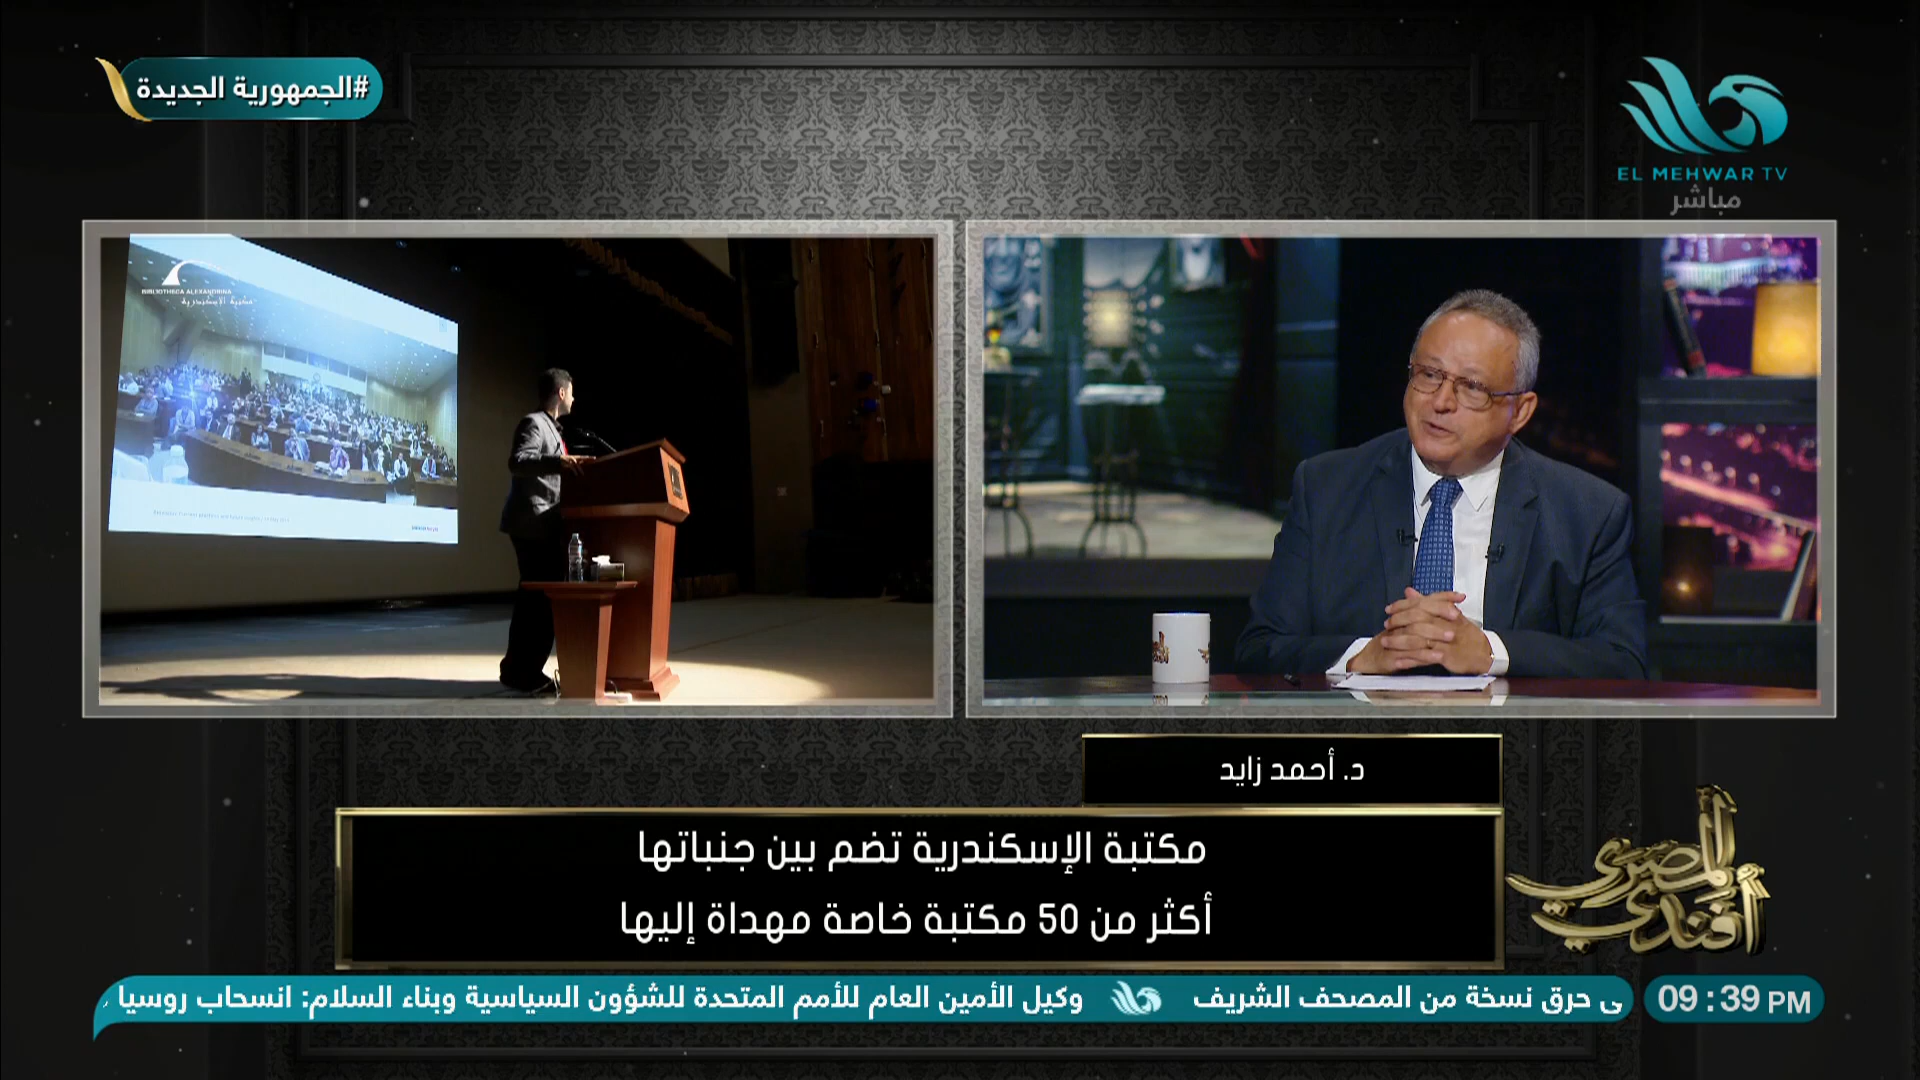 #الجمهورية الجديدة
EL MEHWAR TV
مباشر
BIBLIOTHECA ALEXANDRINA
مكتبة الإسكندرية
د. أحمد زايد
مكتبة الإسكندرية تضم بين جنباتها
أكثر من 50 مكتبة خاصة مهداة إليها
المصري
أفندي
ى حرق نسخة من المصحف الشريف
وكيل الأمين العام للأمم المتحدة للشؤون السياسية وبناء السلام: انسحاب روسيا
09:39 PM